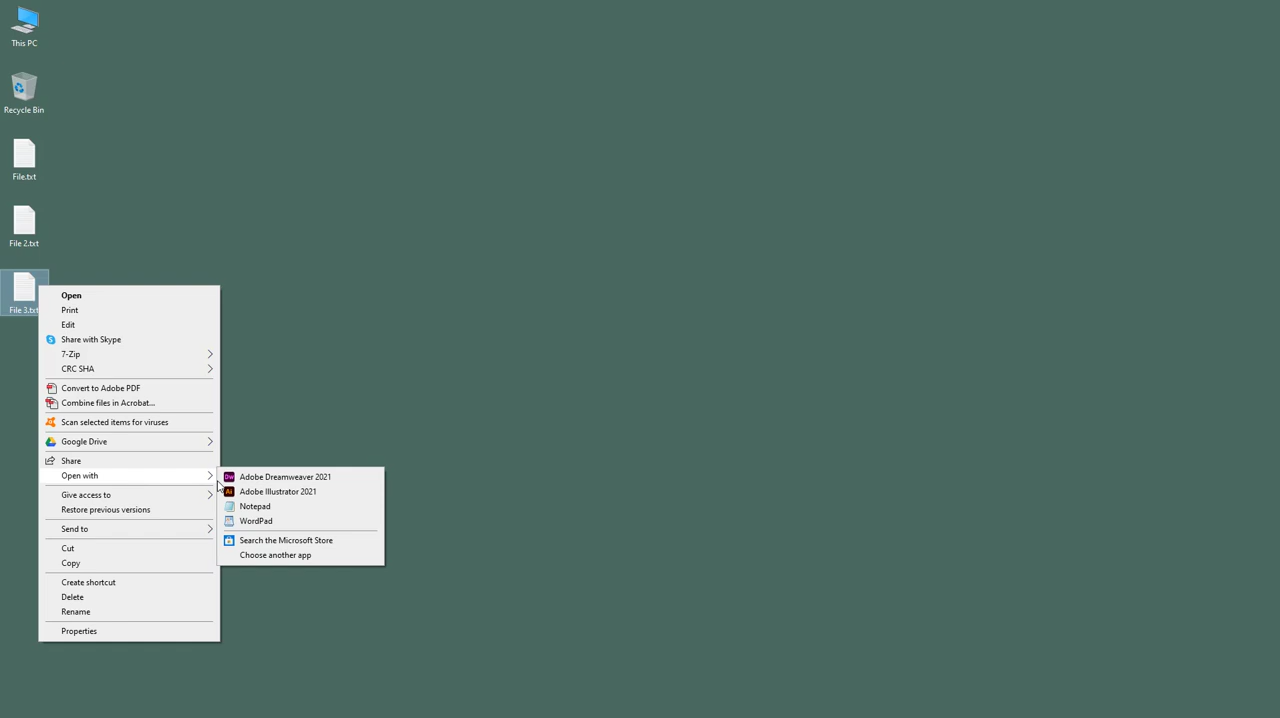 This PC
Recycle Bin
File.txt
File 2.txt
File 3.txt
Open
Print
Edit
Share with Skype
7-Zip
CRC SHA
Convert to Adobe PDF
Combine files in Acrobat...
Scan selected items for viruses
Google Drive
Share
Open with
Give access to
Restore previous versions
Send to
Cut
Copy
Create shortcut
Delete
Rename
Properties
Dw Adobe Dreamweaver 2021
Ai Adobe Illustrator 2021
Notepad
WordPad
Search the Microsoft Store
Choose another app